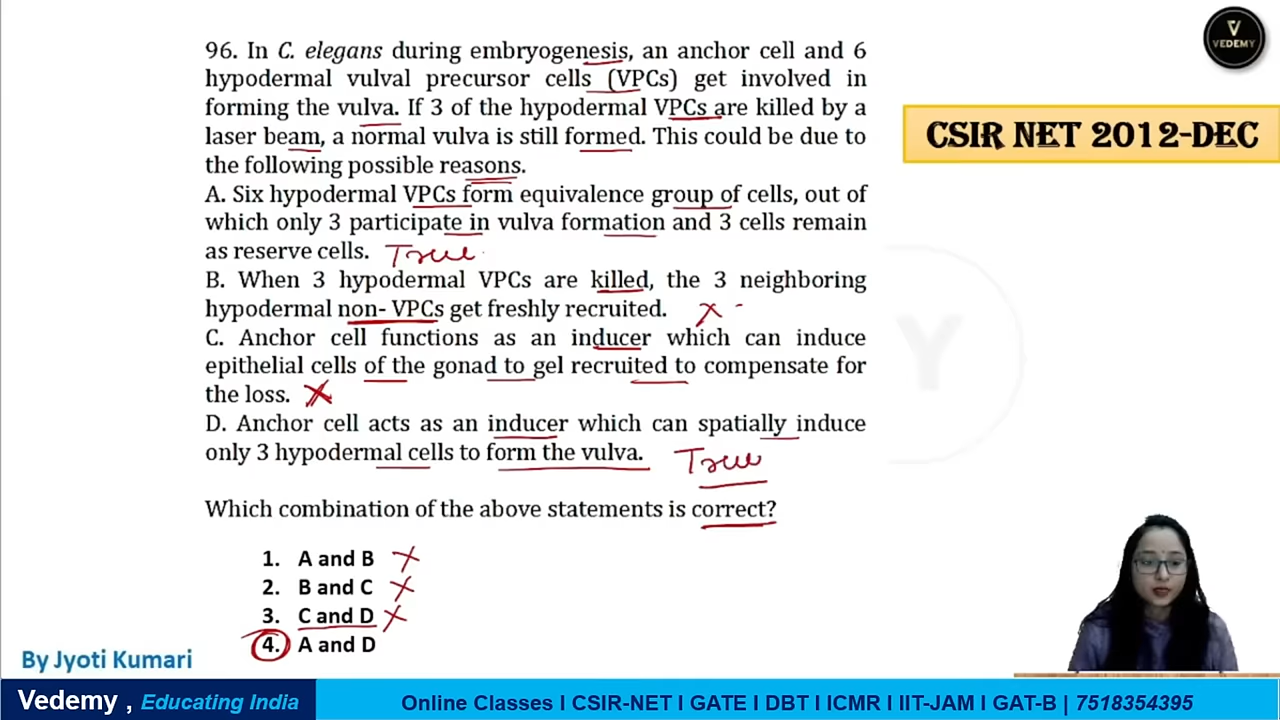 V
VEDEMY
96. In C. elegans during embryogenesis, an anchor cell and 6
hypodermal vulval precursor cells (VPCs) get involved in
forming the vulva. If 3 of the hypodermal VPCs are killed by a
laser beam, a normal vulva is still formed. This could be due to
the following possible reasons.
CSIR NET 2012-DEC
A. Six hypodermal VPCs form equivalence group of cells, out of
which only 3 participate in vulva formation and 3 cells remain
as reserve cells. True
B. When 3 hypodermal VPCs are killed, the 3 neighboring
hypodermal non- VPCs get freshly recruited.
C. Anchor cell functions as an inducer which can induce
epithelial cells of the gonad to gel recruited to compensate for
the loss.
D. Anchor cell acts as an inducer which can spatially induce
only 3 hypodermal cells to form the vulva. True
Y
Which combination of the above statements is correct?
1. A and B
2. B and C
3. C and D
4. A and D
By Jyoti Kumari
Vedemy , Educating India
Online Classes I CSIR-NET I GATE I DBT I ICMR I IIT-JAM I GAT-B | 7518354395